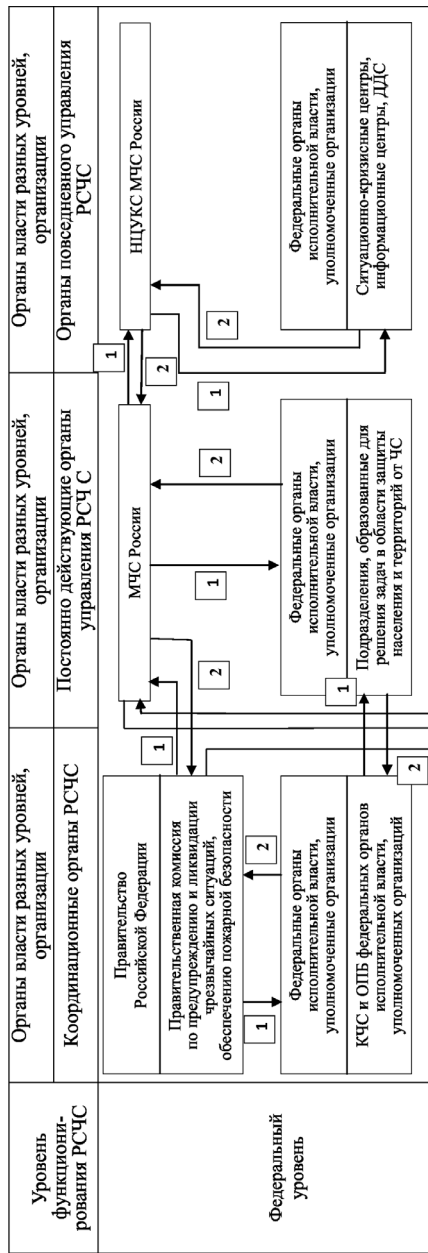 Уровень
функциони-
рования РСЧС
Органы власти разных уровней,
организации
Координационные органы РСЧС
Органы власти разных уровней,
организации
Постоянно действующие органы
управления РСЧ С
Органы власти разных уровней,
организации
Органы повседневного управления
РСЧС
Федеральный
уровень
Правительство
Российской Федерации
Правительственная комиссия
по предупреждению и ликвидации
чрезвычайных ситуаций,
обеспечению пожарной безопасности
1
2
МЧС России
1
2
НЦУКС МЧС России
1
2
1
2
1
2
Федеральные органы
исполнительной власти,
уполномоченные организации
КЧС и ОПБ федеральных органов
исполнительной власти,
уполномоченных организаций
1
2
Федеральные органы
исполнительной власти,
уполномоченные организации
Подразделения, образованные для
решения задач в области защиты
населения и территорий от ЧС
Федеральные органы
исполнительной власти,
уполномоченные организации
Ситуационно-кризисные центры,
информационные центры, ДДС